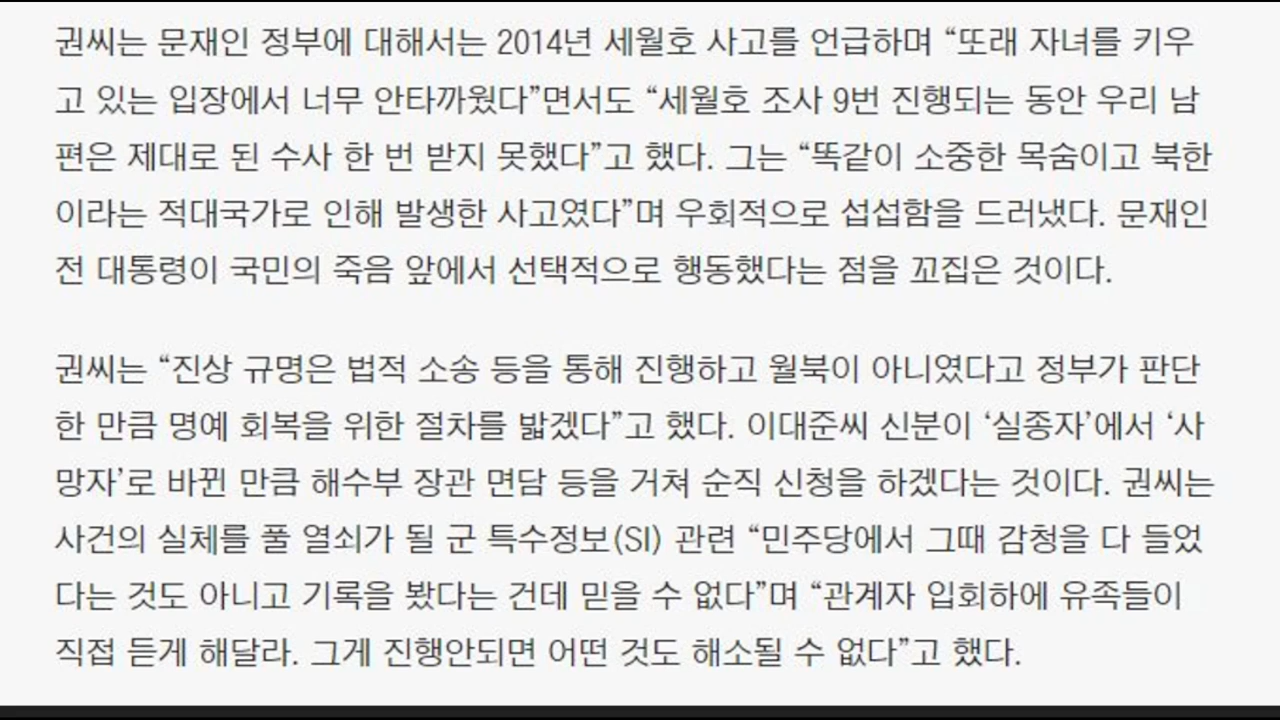 권씨는 문재인 정부에 대해서는 2014년 세월호 사고를 언급하며 “또래 자녀를 키우
고 있는 입장에서 너무 안타까웠다”면서도 “세월호 조사 9번 진행되는 동안 우리 남
편은 제대로 된 수사 한 번 받지 못했다”고 했다. 그는 “똑같이 소중한 목숨이고 북한
이라는 적대국가로 인해 발생한 사고였다”며 우회적으로 섭섭함을 드러냈다. 문재인
전 대통령이 국민의 죽음 앞에서 선택적으로 행동했다는 점을 꼬집은 것이다.
권씨는 “진상 규명은 법적 소송 등을 통해 진행하고 월북이 아니였다고 정부가 판단
한 만큼 명예 회복을 위한 절차를 밟겠다”고 했다. 이대준씨 신분이 ‘실종자’에서 ‘사
망자’로 바뀐 만큼 해수부 장관 면담 등을 거쳐 순직 신청을 하겠다는 것이다. 권씨는
사건의 실체를 풀 열쇠가 될 군 특수정보(SI) 관련 “민주당에서 그때 감청을 다 들었
다는 것도 아니고 기록을 봤다는 건데 믿을 수 없다”며 “관계자 입회하에 유족들이
직접 듣게 해달라. 그게 진행안되면 어떤 것도 해소될 수 없다”고 했다.